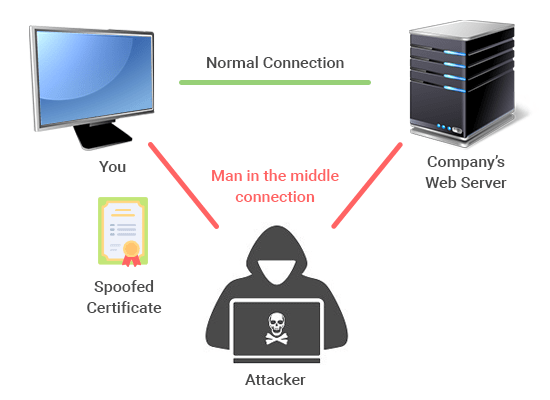 Normal Connection
You
Company's
Web Server
Man in the middle
connection
Spoofed
Certificate
Attacker